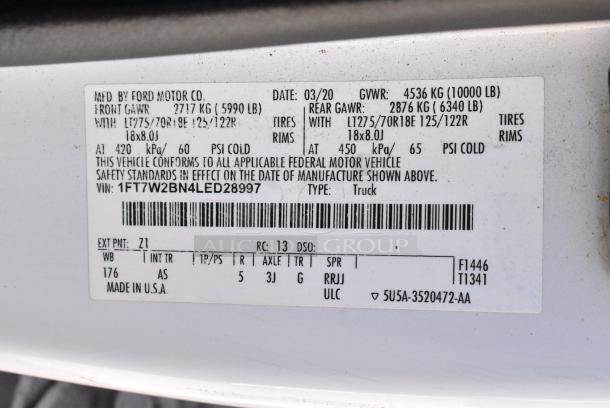 MFD BY FORD MOTOR CO. DATE: 03/20 GVWR: 4536 KG (10000 LB)
FRONT GAWR 2717 KG ( 5990 LB) REAR GAWR: 2876 KG ( 6340 LB)
WITH LT275/70R18E 125/122R TIRES WITH LT275/70R18E 125/122R TIRES
18x8.0J RIMS 18x8.0J RIMS
AT 420 kPa/ 60 PSI COLD AT 450 kPa/ 65 PSI COLD
THIS VEHICLE CONFORMS TO ALL APPLICABLE FEDERAL MOTOR VEHICLE
SAFETY STANDARDS IN EFFECT ON THE DATE OF MANUFACTURE SHOWN ABOVE.
VIN: 1FT7W2BN4LED28997 TYPE: Truck
EXT PNT: Z1 RC: 13 DSO:
WB INT TR TP/PS R AXLE TR SPR F1446
176 AS 5 3J G RRJJ T1341
MADE IN U.S.A. ULC ▽ 5U5A-3520472-AA
GROUP